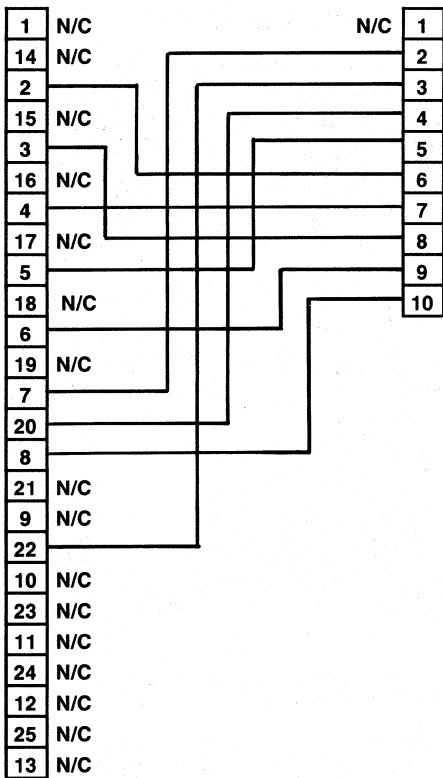 1 N/C N/C 1
14 N/C 2
2 3
15 N/C 4
3 5
16 N/C 6
4 7
17 N/C 8
5 9
18 N/C 10
6
19 N/C
7
20
8
21 N/C
9 N/C
22
10 N/C
23 N/C
11 N/C
24 N/C
12 N/C
25 N/C
13 N/C